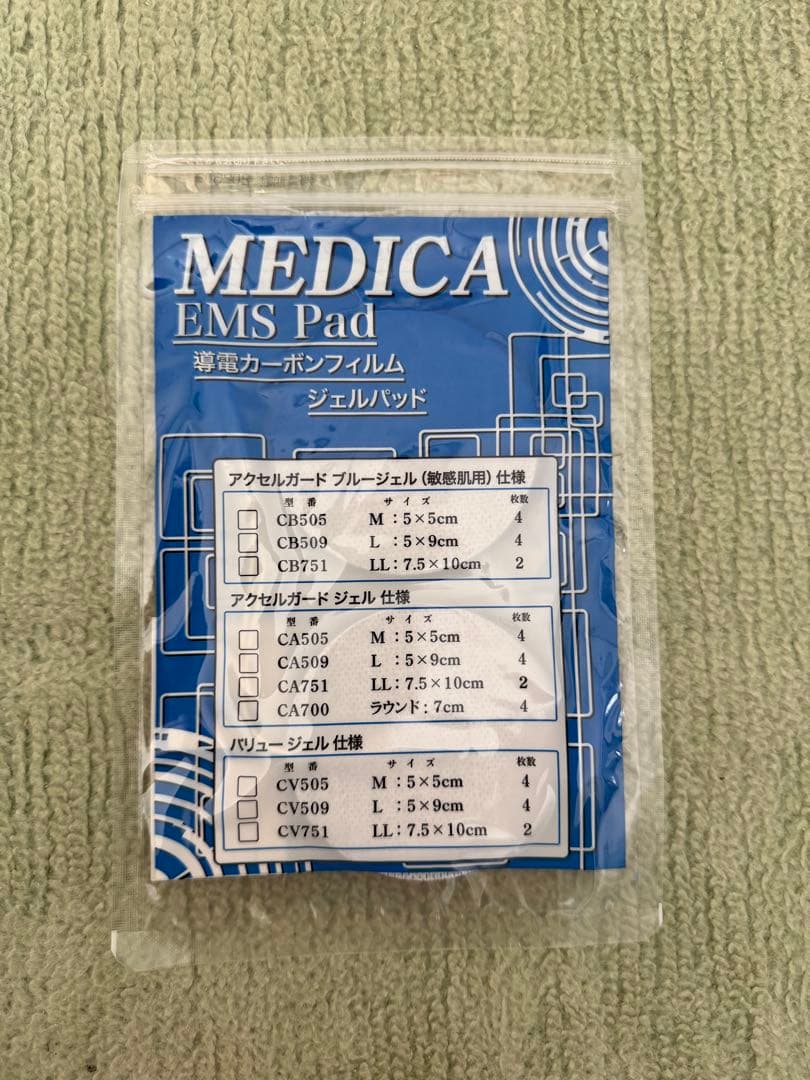 MEDICA
EMS Pad
導電カーボンフィルム
ジェルパッド
アクセルガード ブルージェル（敏感肌用）仕様
型番 サイズ 枚数
CB505 M：5×5cm 4
CB509 L：5×9cm 4
CB751 LL：7.5×10cm 2
アクセルガード ジェル 仕様
型番 サイズ 枚数
CA505 M：5×5cm 4
CA509 L：5×9cm 4
CA751 LL：7.5×10cm 2
CA700 ラウンド：7cm 4
バリュー ジェル 仕様
型番 サイズ 枚数
CV505 M：5×5cm 4
CV509 L：5×9cm 4
CV751 LL：7.5×10cm 2